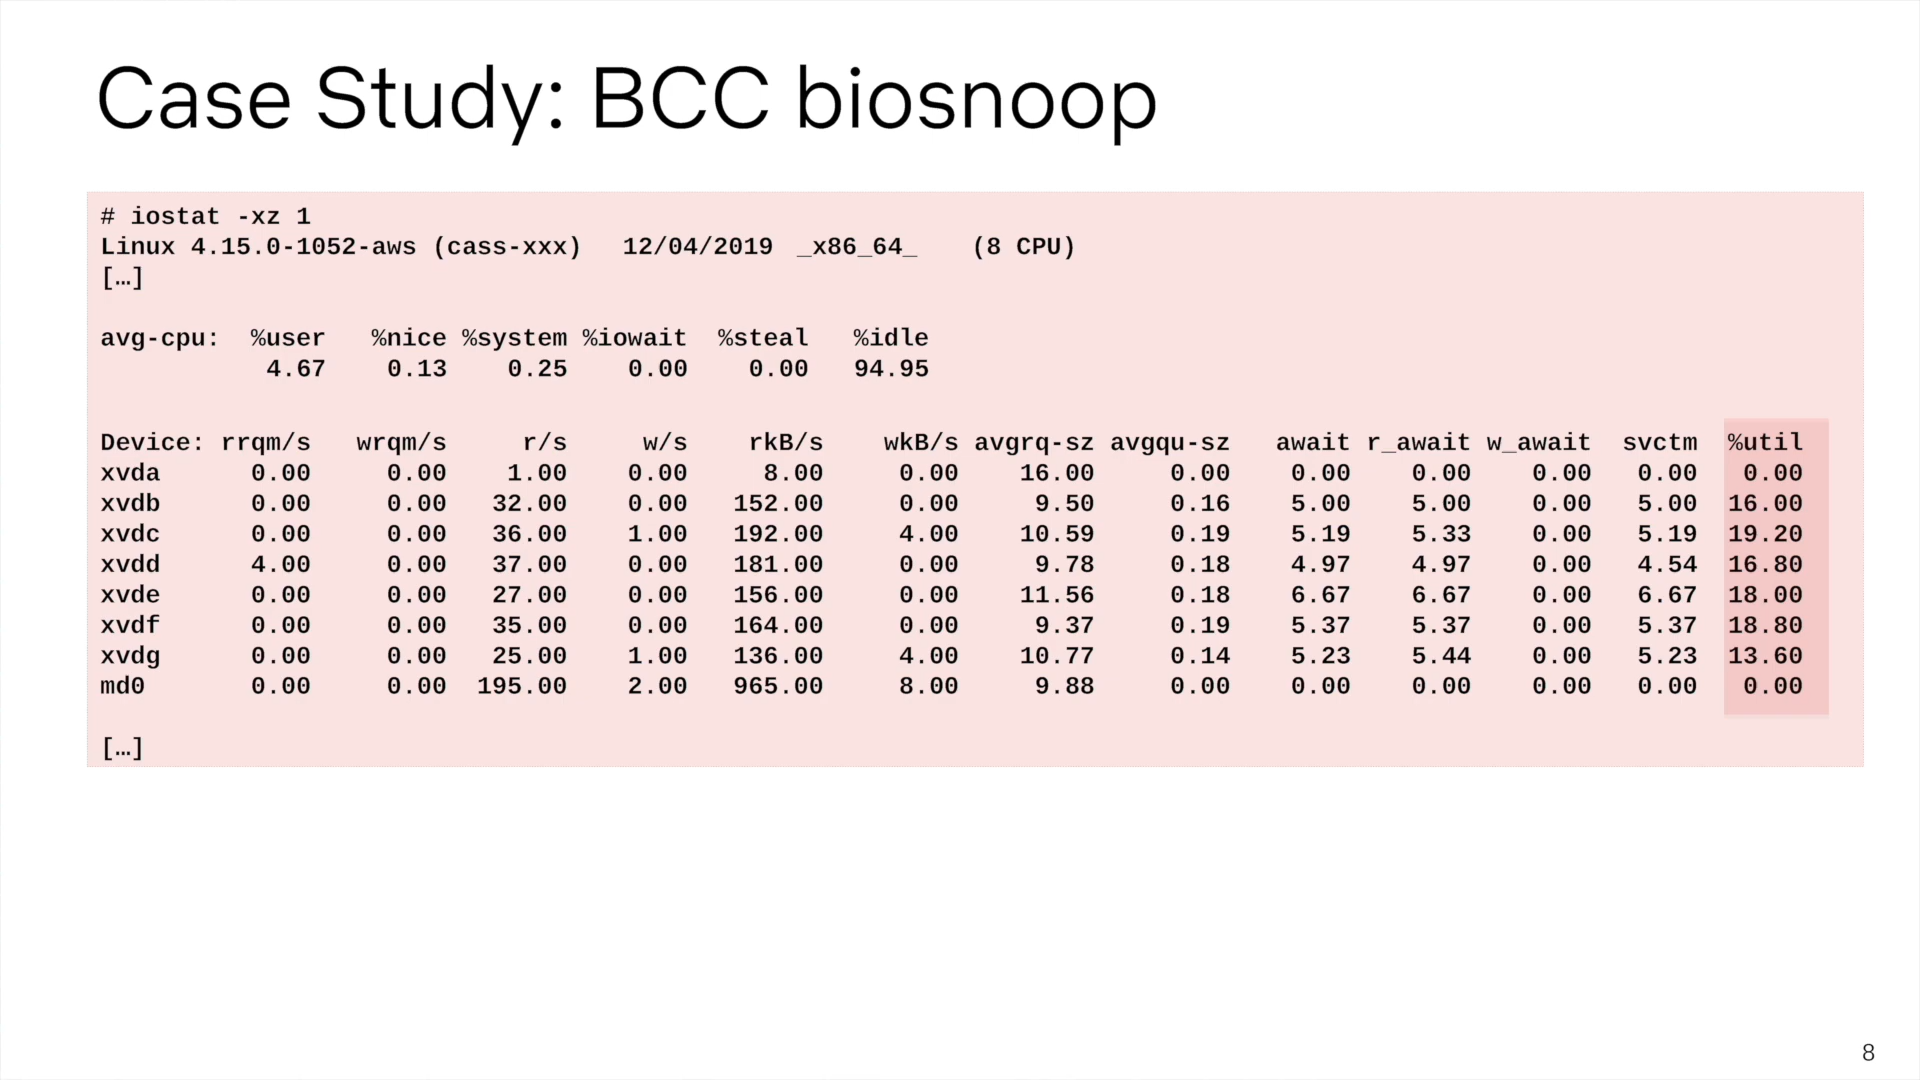 Case Study: BCC biosnoop
# iostat -xz 1
Linux 4.15.0-1052-aws (cass-xxx) 12/04/2019 _x86_64_ (8 CPU)
[…]
avg-cpu: %user %nice %system %iowait %steal %idle
4.67 0.13 0.25 0.00 0.00 94.95
Device: rrqm/s wrqm/s r/s w/s rkB/s wkB/s avgrq-sz avgqu-sz await r_await w_await svctm %util
xvda 0.00 0.00 1.00 0.00 8.00 0.00 16.00 0.00 0.00 0.00 0.00 0.00 0.00
xvdb 0.00 0.00 32.00 0.00 152.00 0.00 9.50 0.16 5.00 5.00 0.00 5.00 16.00
xvdc 0.00 0.00 36.00 1.00 192.00 4.00 10.59 0.19 5.19 5.33 0.00 5.19 19.20
xvdd 4.00 0.00 37.00 0.00 181.00 0.00 9.78 0.18 4.97 4.97 0.00 4.54 16.80
xvde 0.00 0.00 27.00 0.00 156.00 0.00 11.56 0.18 6.67 6.67 0.00 6.67 18.00
xvdf 0.00 0.00 35.00 0.00 164.00 0.00 9.37 0.19 5.37 5.37 0.00 5.37 18.80
xvdg 0.00 0.00 25.00 1.00 136.00 4.00 10.77 0.14 5.23 5.44 0.00 5.23 13.60
md0 0.00 0.00 195.00 2.00 965.00 8.00 9.88 0.00 0.00 0.00 0.00 0.00 0.00
[…]
8